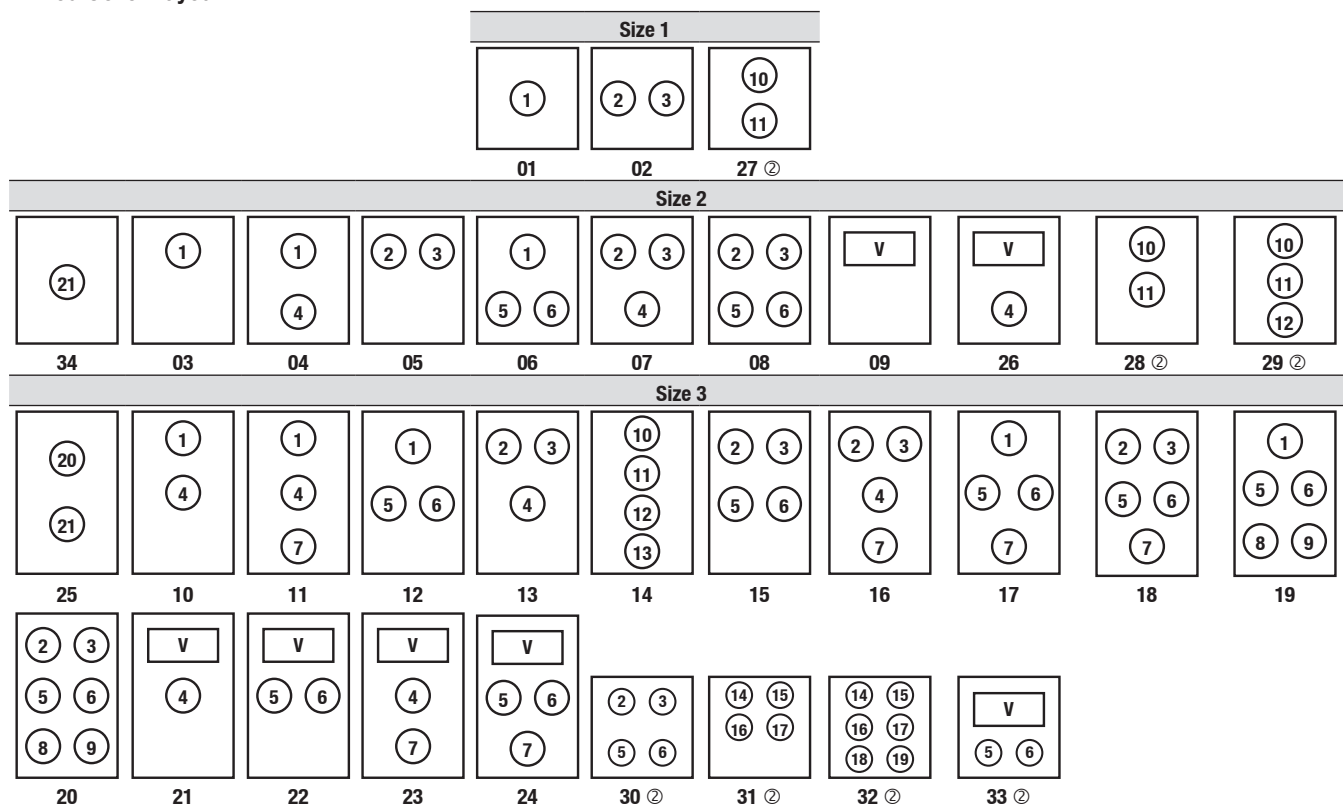 Size 1
1 2 3 10
11
01 02 27 ②
Size 2
1 1 2 3 1 2 3 2 3 V V 10 10
21 11 11
4 5 6 4 5 6 4 12
34 03 04 05 06 07 08 09 26 28 ② 29 ②
Size 3
20 1 1 1 2 3 10 2 3 2 3 1 2 3 1
4 4 5 6 4 11 5 6 4 5 6 5 6 5 6
21 7 12 7 7 7 8 9
13
25 10 11 12 13 14 15 16 17 18 19
2 3 V V V V
5 6 4 5 6 4 5 6 2 3 14 15 14 15 V
16 17 16 17
8 9 7 7 5 6 18 19 5 6
20 21 22 23 24 30 ② 31 ② 32 ② 33 ②